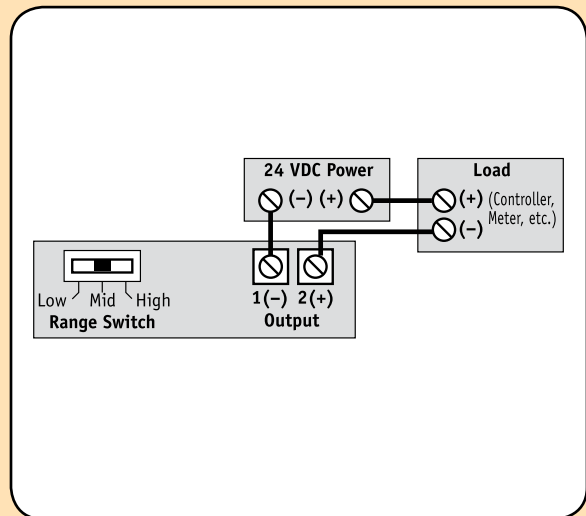 24 VDC Power
(–) (+)
Load
(+) (Controller,
Meter, etc.)
(–)
Low Mid High
Range Switch
1(–) 2(+)
Output